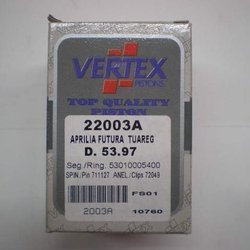 VERTEX
PISTONS
TOP QUALITY
PISTON
22003A
APRILIA FUTURA TUAREG
D. 53.97
Seg./Ring. 53010005400
SPIN./Pin 711127 ANEL./Clips 72049
FS01
2003A 10760